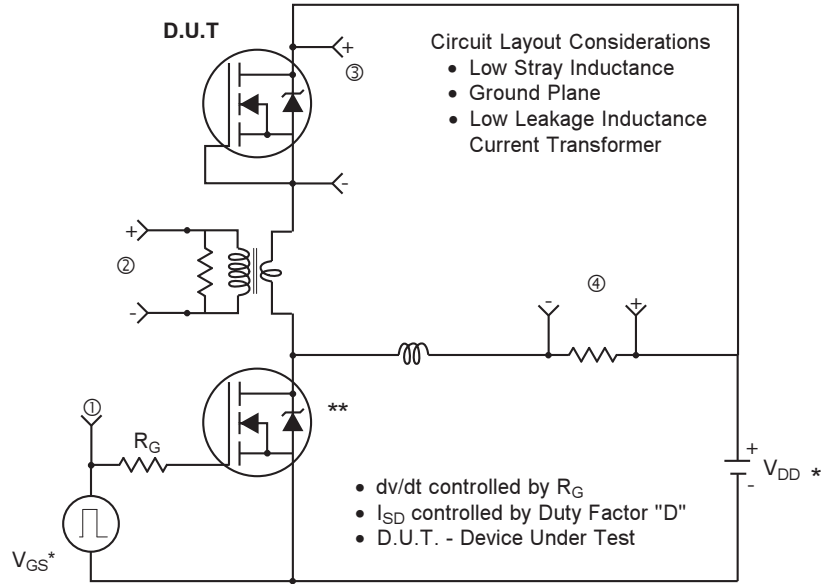 D.U.T
+
③
-
Circuit Layout Considerations
• Low Stray Inductance
• Ground Plane
• Low Leakage Inductance
Current Transformer
+
②
-
④
-
+
**
①
R_G
V_GS*
+
V_DD *
-
• dv/dt controlled by R_G
• I_SD controlled by Duty Factor "D"
• D.U.T. - Device Under Test